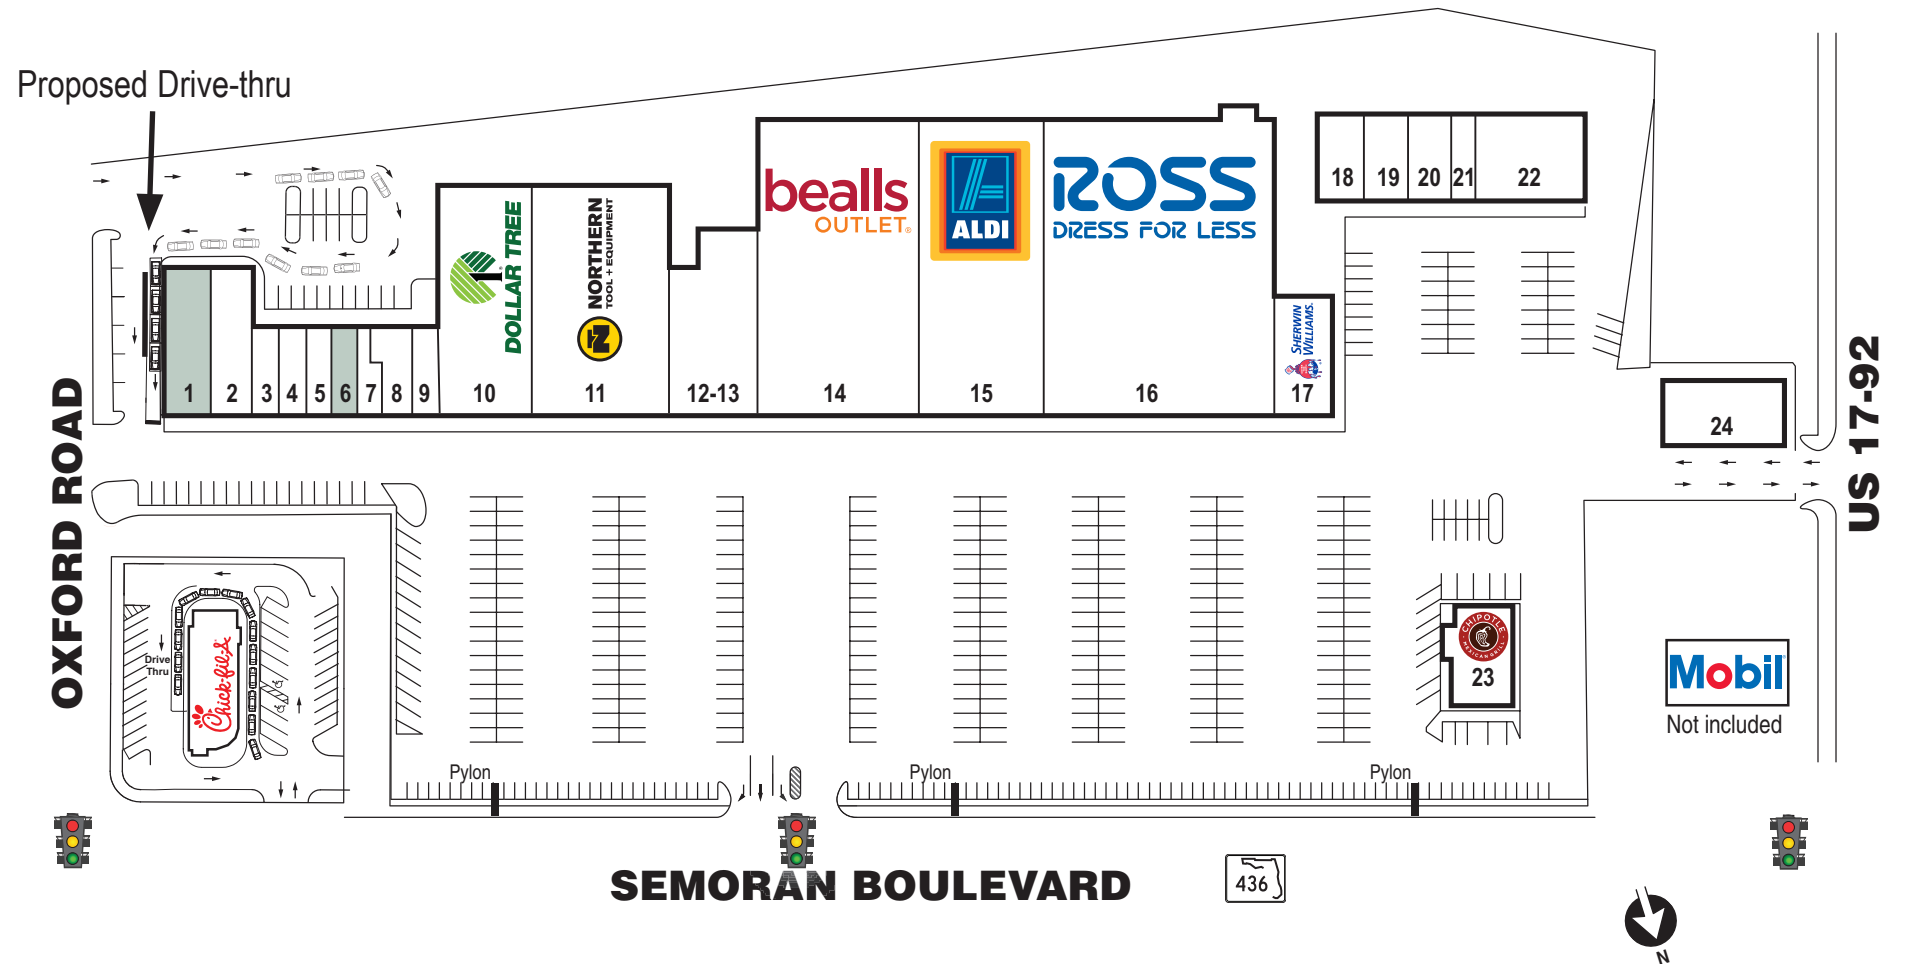 Proposed Drive-thru
OXFORD ROAD
US 17-92
SEMORAN BOULEVARD
436
N
1
2
3
4
5
6
7
8
9
DOLLAR TREE
1
10
NORTHERN
TOOL + EQUIPMENT
N
11
12-13
bealls
OUTLET®
14
ALDI
15
ROSS
DRESS FOR LESS
16
SHERWIN
WILLIAMS.
17
18
19
20
21
22
24
CHIPOTLE
MEXICAN GRILL
23
Mobil
Not included
Drive
Thru
Chick-fil-A
Pylon
Pylon
Pylon